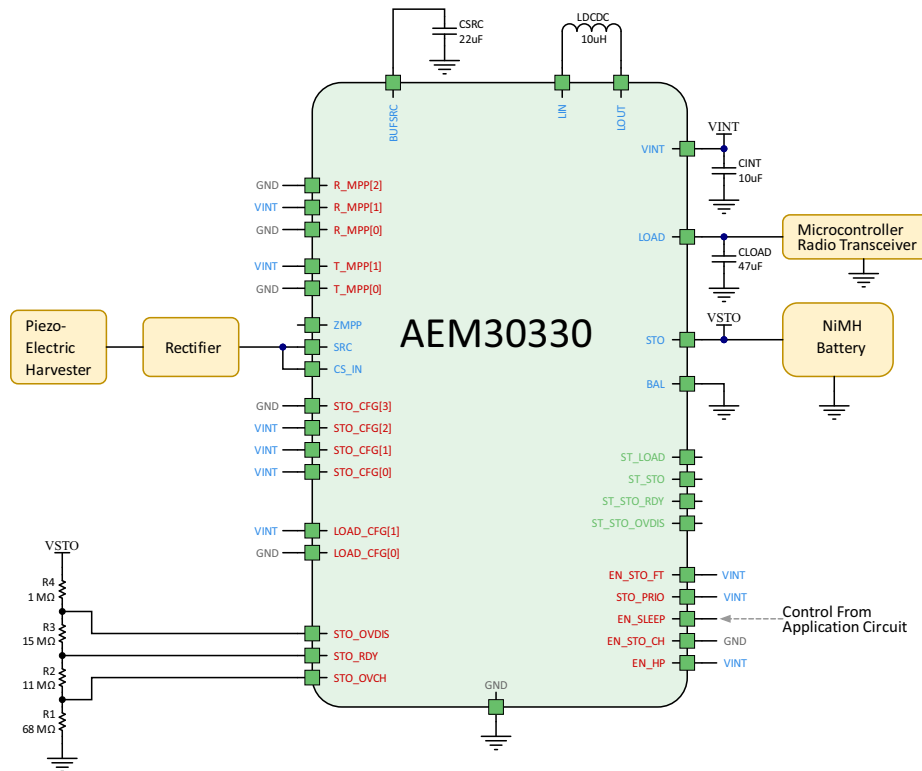 CSRC
22uF
LDCDC
10uH
BUFSRC
LIN
LOUT
VINT
VINT
CINT
10uF
GND
R_MPP[2]
VINT
R_MPP[1]
GND
R_MPP[0]
LOAD
Microcontroller
Radio Transceiver
CLOAD
47uF
VINT
T_MPP[1]
GND
T_MPP[0]
ZMPP
AEM30330
VSTO
STO
NiMH
Battery
Piezo-
Electric
Harvester
Rectifier
SRC
CS_IN
BAL
GND
STO_CFG[3]
VINT
STO_CFG[2]
VINT
STO_CFG[1]
VINT
STO_CFG[0]
ST_LOAD
ST_STO
ST_STO_RDY
ST_STO_OVDIS
VINT
LOAD_CFG[1]
GND
LOAD_CFG[0]
VSTO
R4
1 MΩ
R3
15 MΩ
R2
11 MΩ
R1
68 MΩ
STO_OVDIS
STO_RDY
STO_OVCH
EN_STO_FT
VINT
STO_PRIO
VINT
EN_SLEEP
Control From
Application Circuit
EN_STO_CH
GND
EN_HP
VINT
GND